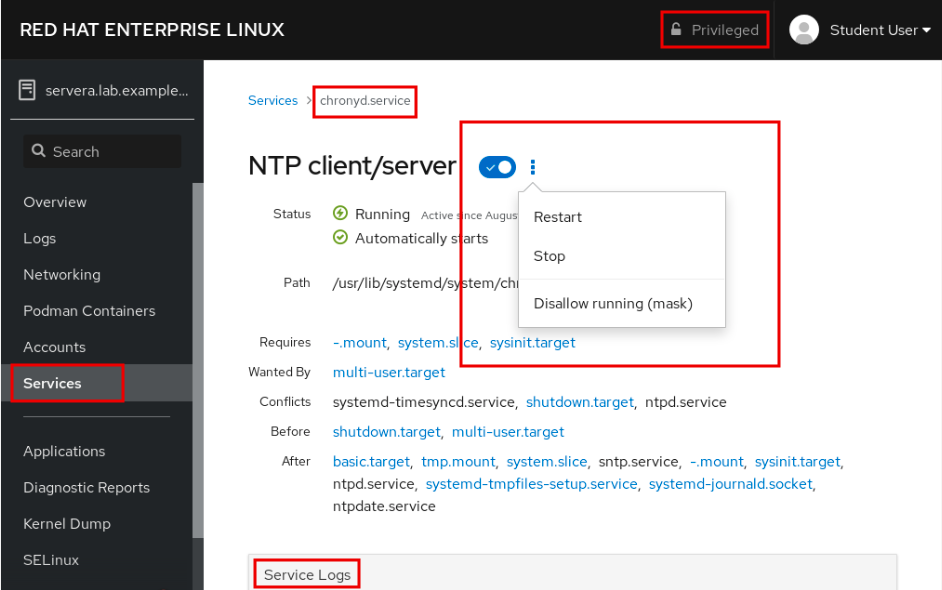 RED HAT ENTERPRISE LINUX
Privileged
Student User
servera.lab.example...
Search
Overview
Logs
Networking
Podman Containers
Accounts
Services
Applications
Diagnostic Reports
Kernel Dump
SELinux
Services > chronyd.service
NTP client/server
Status Running Active since Augus
Automatically starts
Restart
Stop
Disallow running (mask)
Path /usr/lib/systemd/system/chr
Requires -.mount, system.slice, sysinit.target
Wanted By multi-user.target
Conflicts systemd-timesyncd.service, shutdown.target, ntpd.service
Before shutdown.target, multi-user.target
After basic.target, tmp.mount, system.slice, sntp.service, -.mount, sysinit.target,
ntpd.service, systemd-tmpfiles-setup.service, systemd-journald.socket,
ntpdate.service
Service Logs